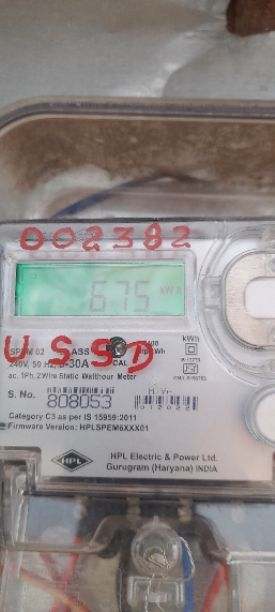 002382
675 kWh
U.S.S.D
kWh
240V, 50 Hz, 5-30A
ac, 1Ph, 2Wire Static Watthour Meter
S. No. 808053
Category C3 as per IS 15959:2011
Firmware Version: HPLSPEM6XXX01
HPL
HPL Electric & Power Ltd.
Gurugram (Haryana) INDIA